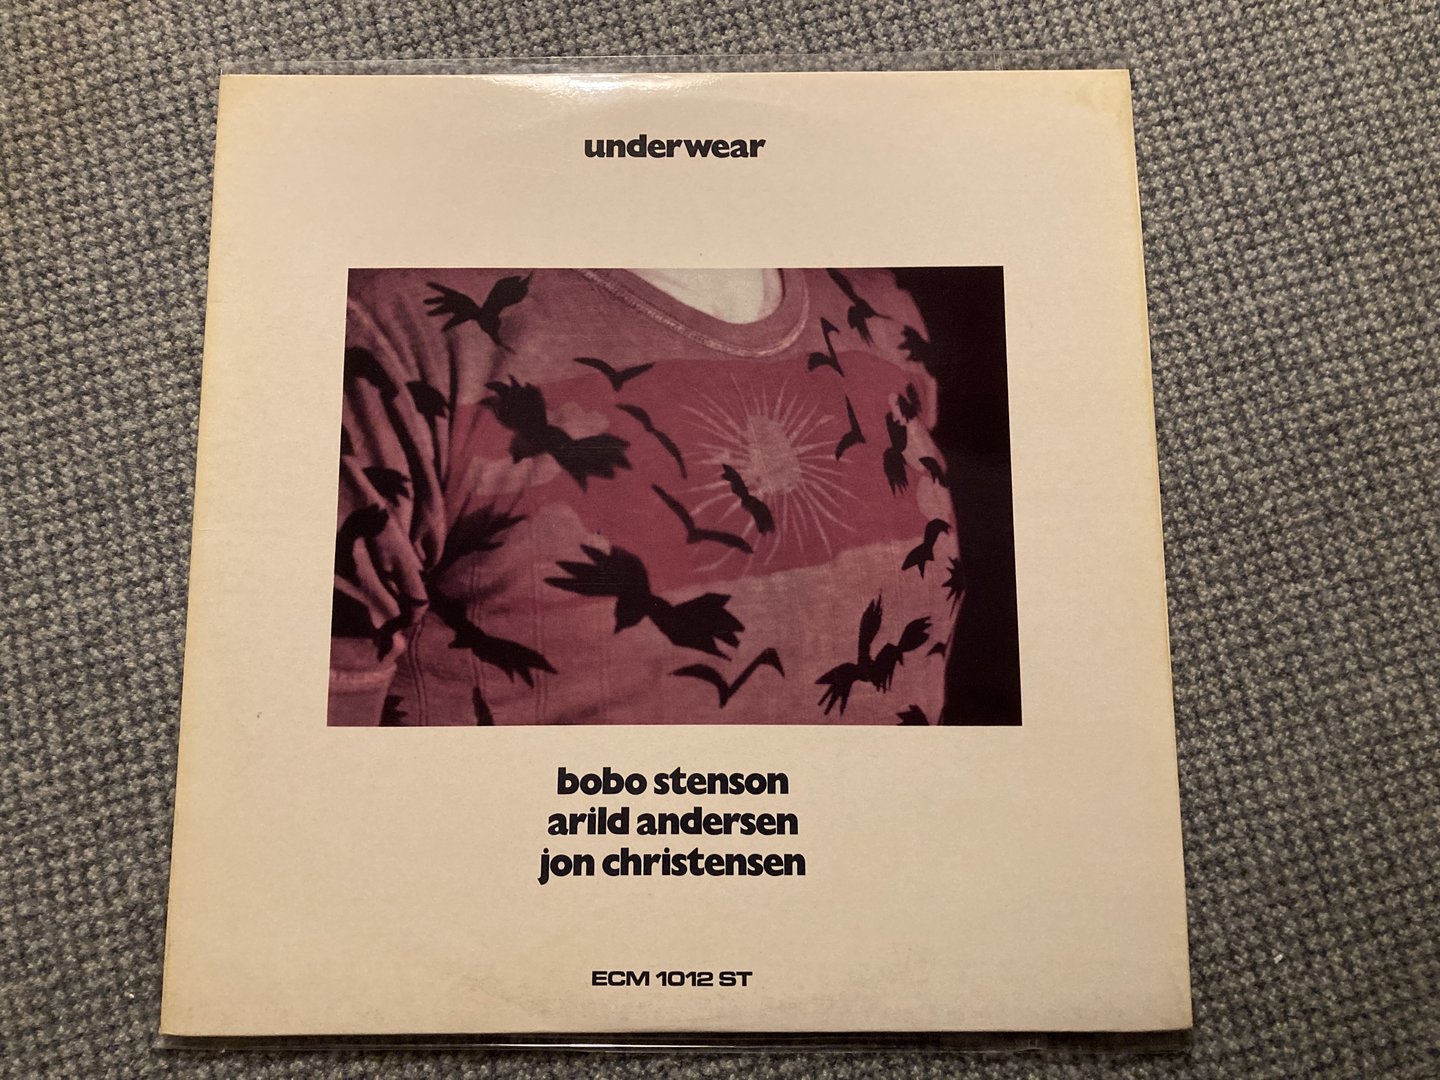 underwear
bobo stenson
arild andersen
jon christensen
ECM 1012 ST